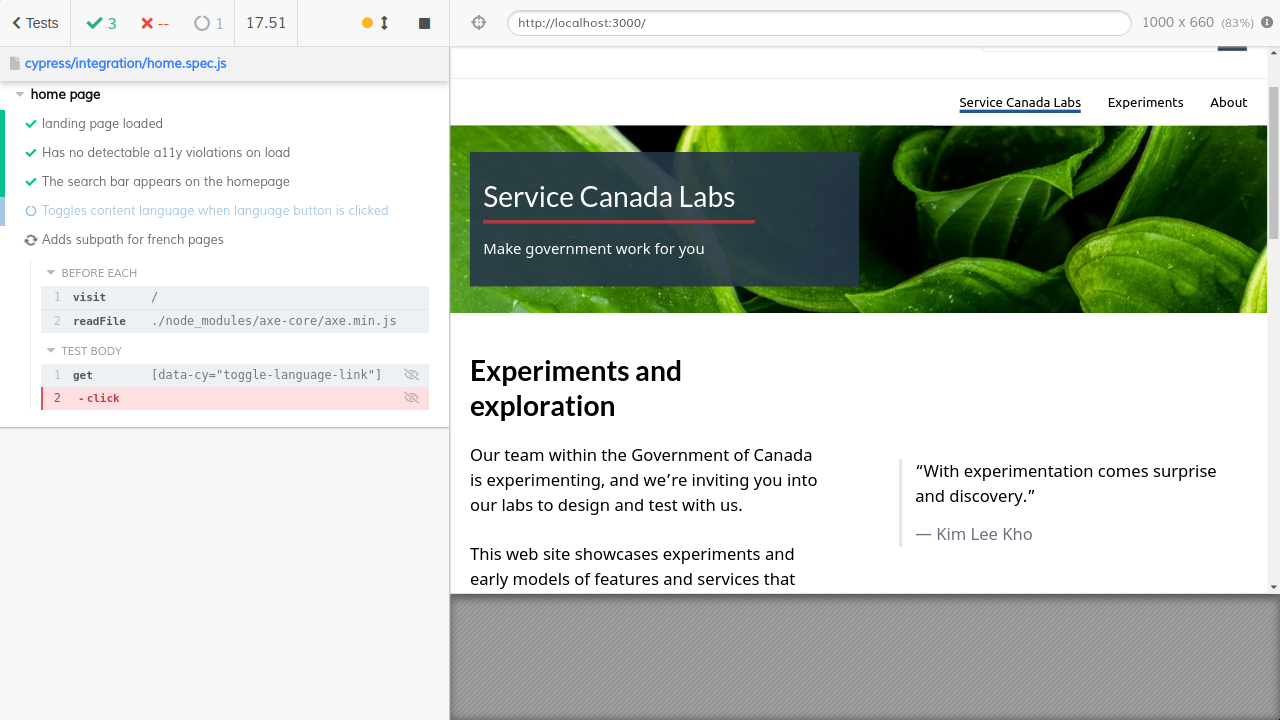 Tests
3
--
1
17.51
http://localhost:3000/
1000 x 660 (83%)
cypress/integration/home.spec.js
home page
landing page loaded
Has no detectable a11y violations on load
The search bar appears on the homepage
Toggles content language when language button is clicked
Adds subpath for french pages
BEFORE EACH
1 visit /
2 readFile ./node_modules/axe-core/axe.min.js
TEST BODY
1 get [data-cy="toggle-language-link"]
2 -click
Service Canada Labs
Experiments
About
Service Canada Labs
Make government work for you
Experiments and
exploration
Our team within the Government of Canada
is experimenting, and we’re inviting you into
our labs to design and test with us.
This web site showcases experiments and
early models of features and services that
“With experimentation comes surprise
and discovery.”
— Kim Lee Kho